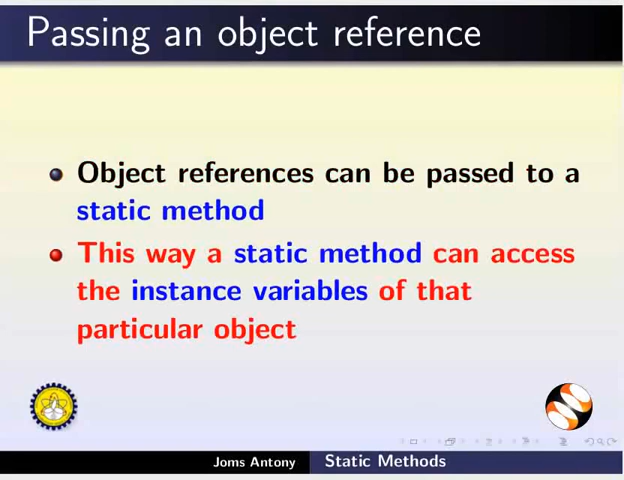 Passing an object reference
Object references can be passed to a
static method
This way a static method can access
the instance variables of that
particular object
Joms Antony Static Methods